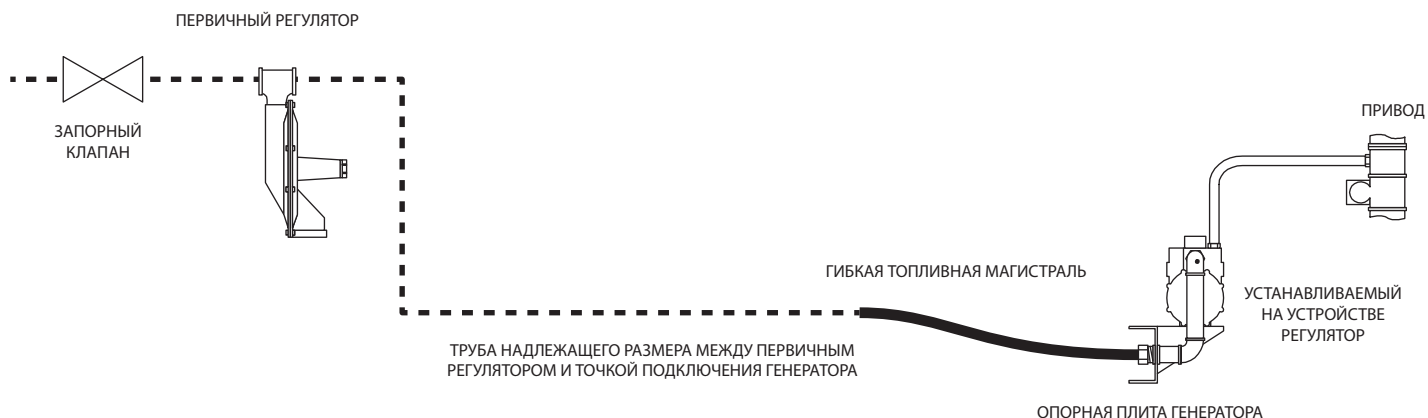 ПЕРВИЧНЫЙ РЕГУЛЯТОР
ЗАПОРНЫЙ
КЛАПАН
ПРИВОД
ГИБКАЯ ТОПЛИВНАЯ МАГИСТРАЛЬ
УСТАНАВЛИВАЕМЫЙ
НА УСТРОЙСТВЕ
РЕГУЛЯТОР
ТРУБА НАДЛЕЖАЩЕГО РАЗМЕРА МЕЖДУ ПЕРВИЧНЫМ
РЕГУЛЯТОРОМ И ТОЧКОЙ ПОДКЛЮЧЕНИЯ ГЕНЕРАТОРА
ОПОРНАЯ ПЛИТА ГЕНЕРАТОРА